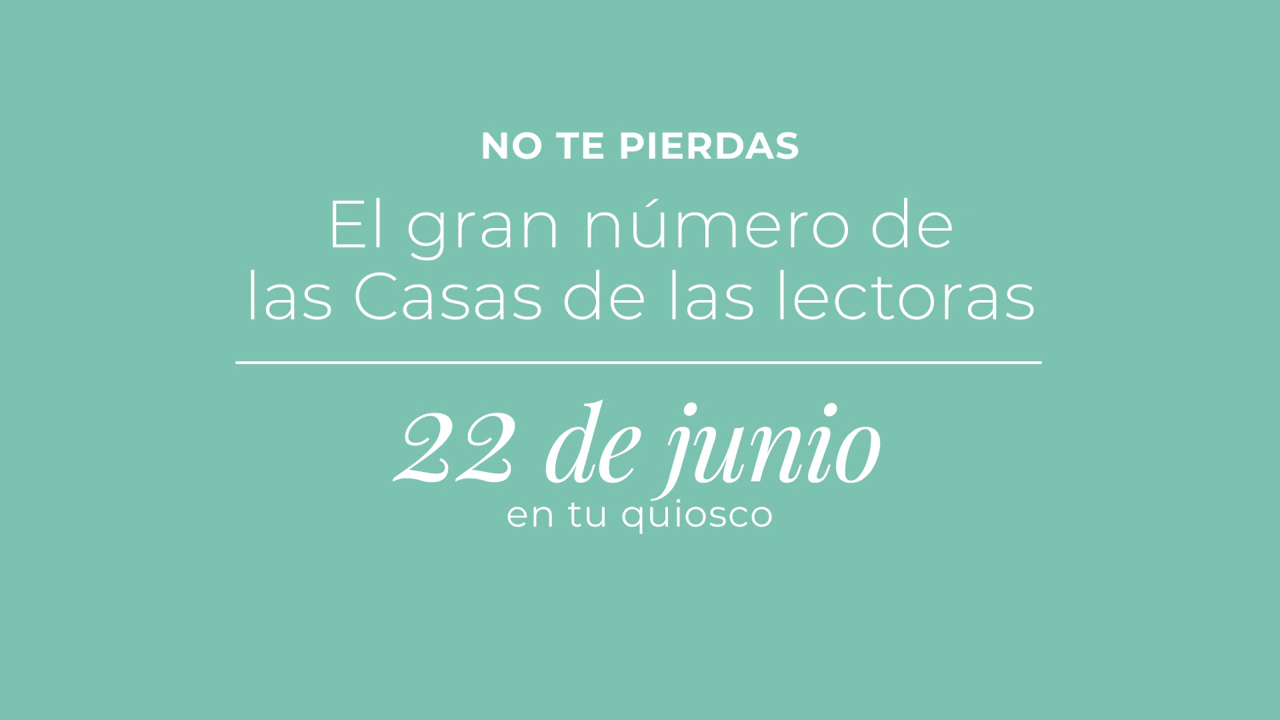 NO TE PIERDAS
El gran número de
las Casas de las lectoras
22 de junio
en tu quiosco